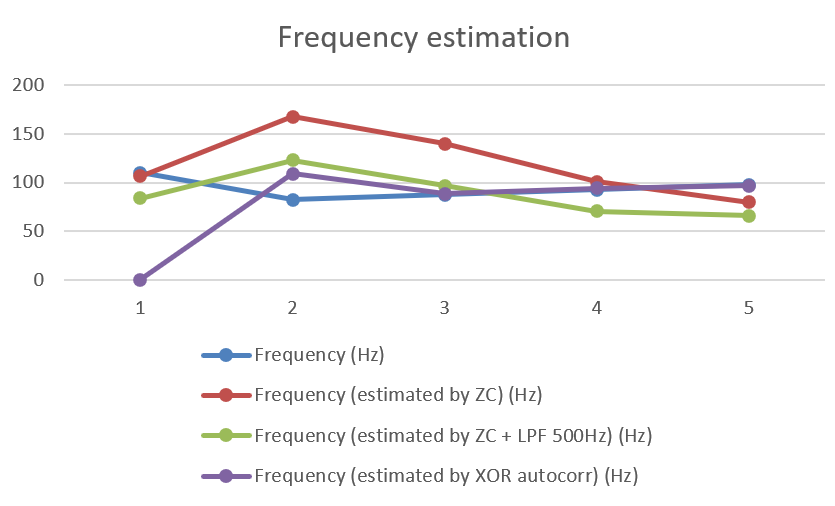 Frequency estimation
200
150
100
50
0
1 2 3 4 5
Frequency (Hz)
Frequency (estimated by ZC) (Hz)
Frequency (estimated by ZC + LPF 500Hz) (Hz)
Frequency (estimated by XOR autocorr) (Hz)